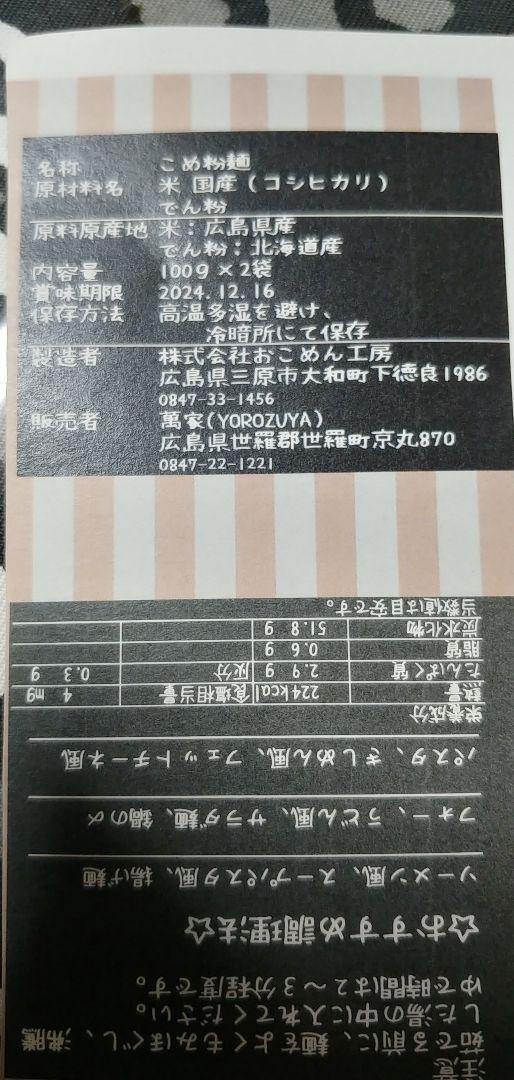 名称 こめ粉麺
原材料名 米 国産(コシヒカリ)
でん粉
原料原産地 米:広島県産
でん粉:北海道産
内容量 100g×2袋
賞味期限 2024.12.16
保存方法 高温多湿を避け、
冷暗所にて保存
製造者 株式会社おこめん工房
広島県三原市大和町下徳良1986
0847-33-1456
販売者 萬家(YOROZUYA)
広島県世羅郡世羅町京丸870
0847-22-1221
注意
茹でる前に、麺をよくもみほぐし、沸騰
した湯の中に入れてください。
ゆで時間は2~3分程度です。
☆おすすめ調理法☆
ソーメン風、スープパスタ風、揚げ麺
フォー、うどん風、サラダ麺、鍋の〆
パスタ、きしめん風、フェットチーネ風
栄養成分
熱量 224kcal 食塩相当量 4 mg
たんぱく質 2.9 g 灰分 0.3 g
脂質 0.6 g
炭水化物 51.8 g
当数値は目安です。